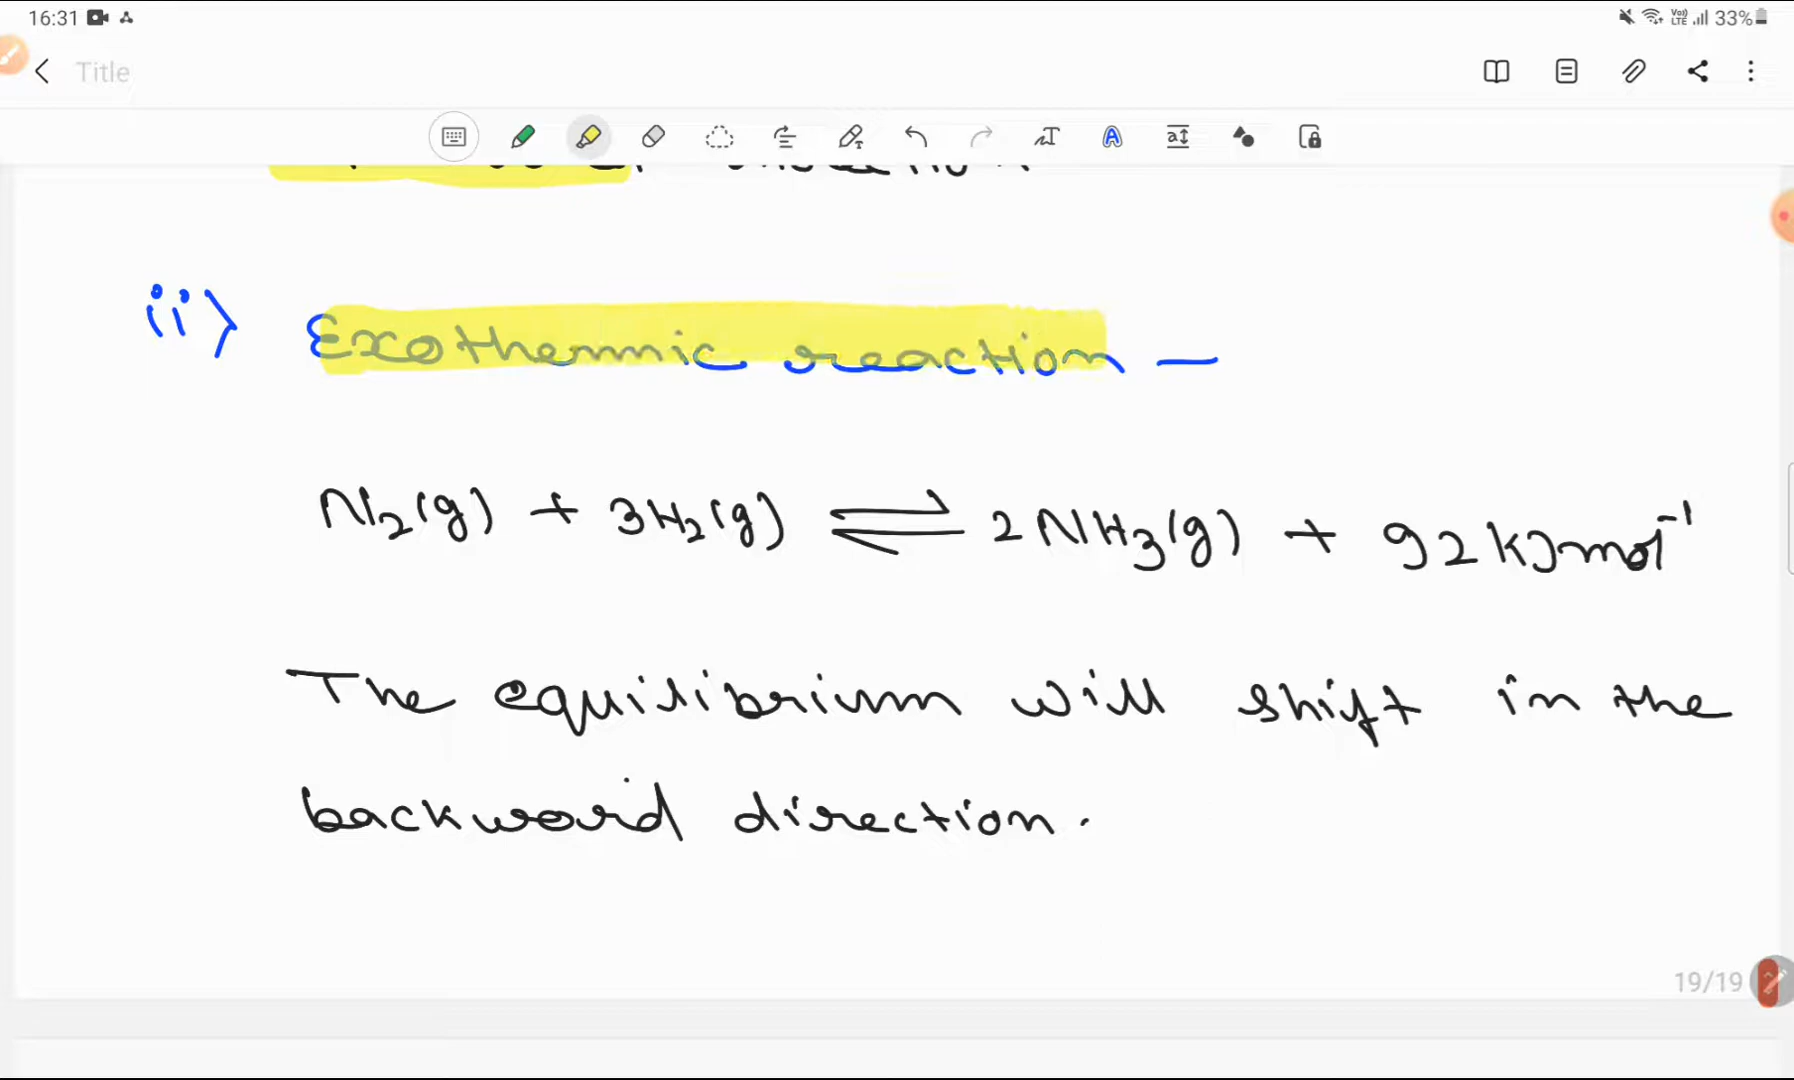 16:31
33%
Title
ii) Exothermic reaction —
N2(g) + 3H2(g) ⇌ 2NH3(g) + 92 kJ mol⁻¹
The equilibrium will shift in the
backward direction.
19/19